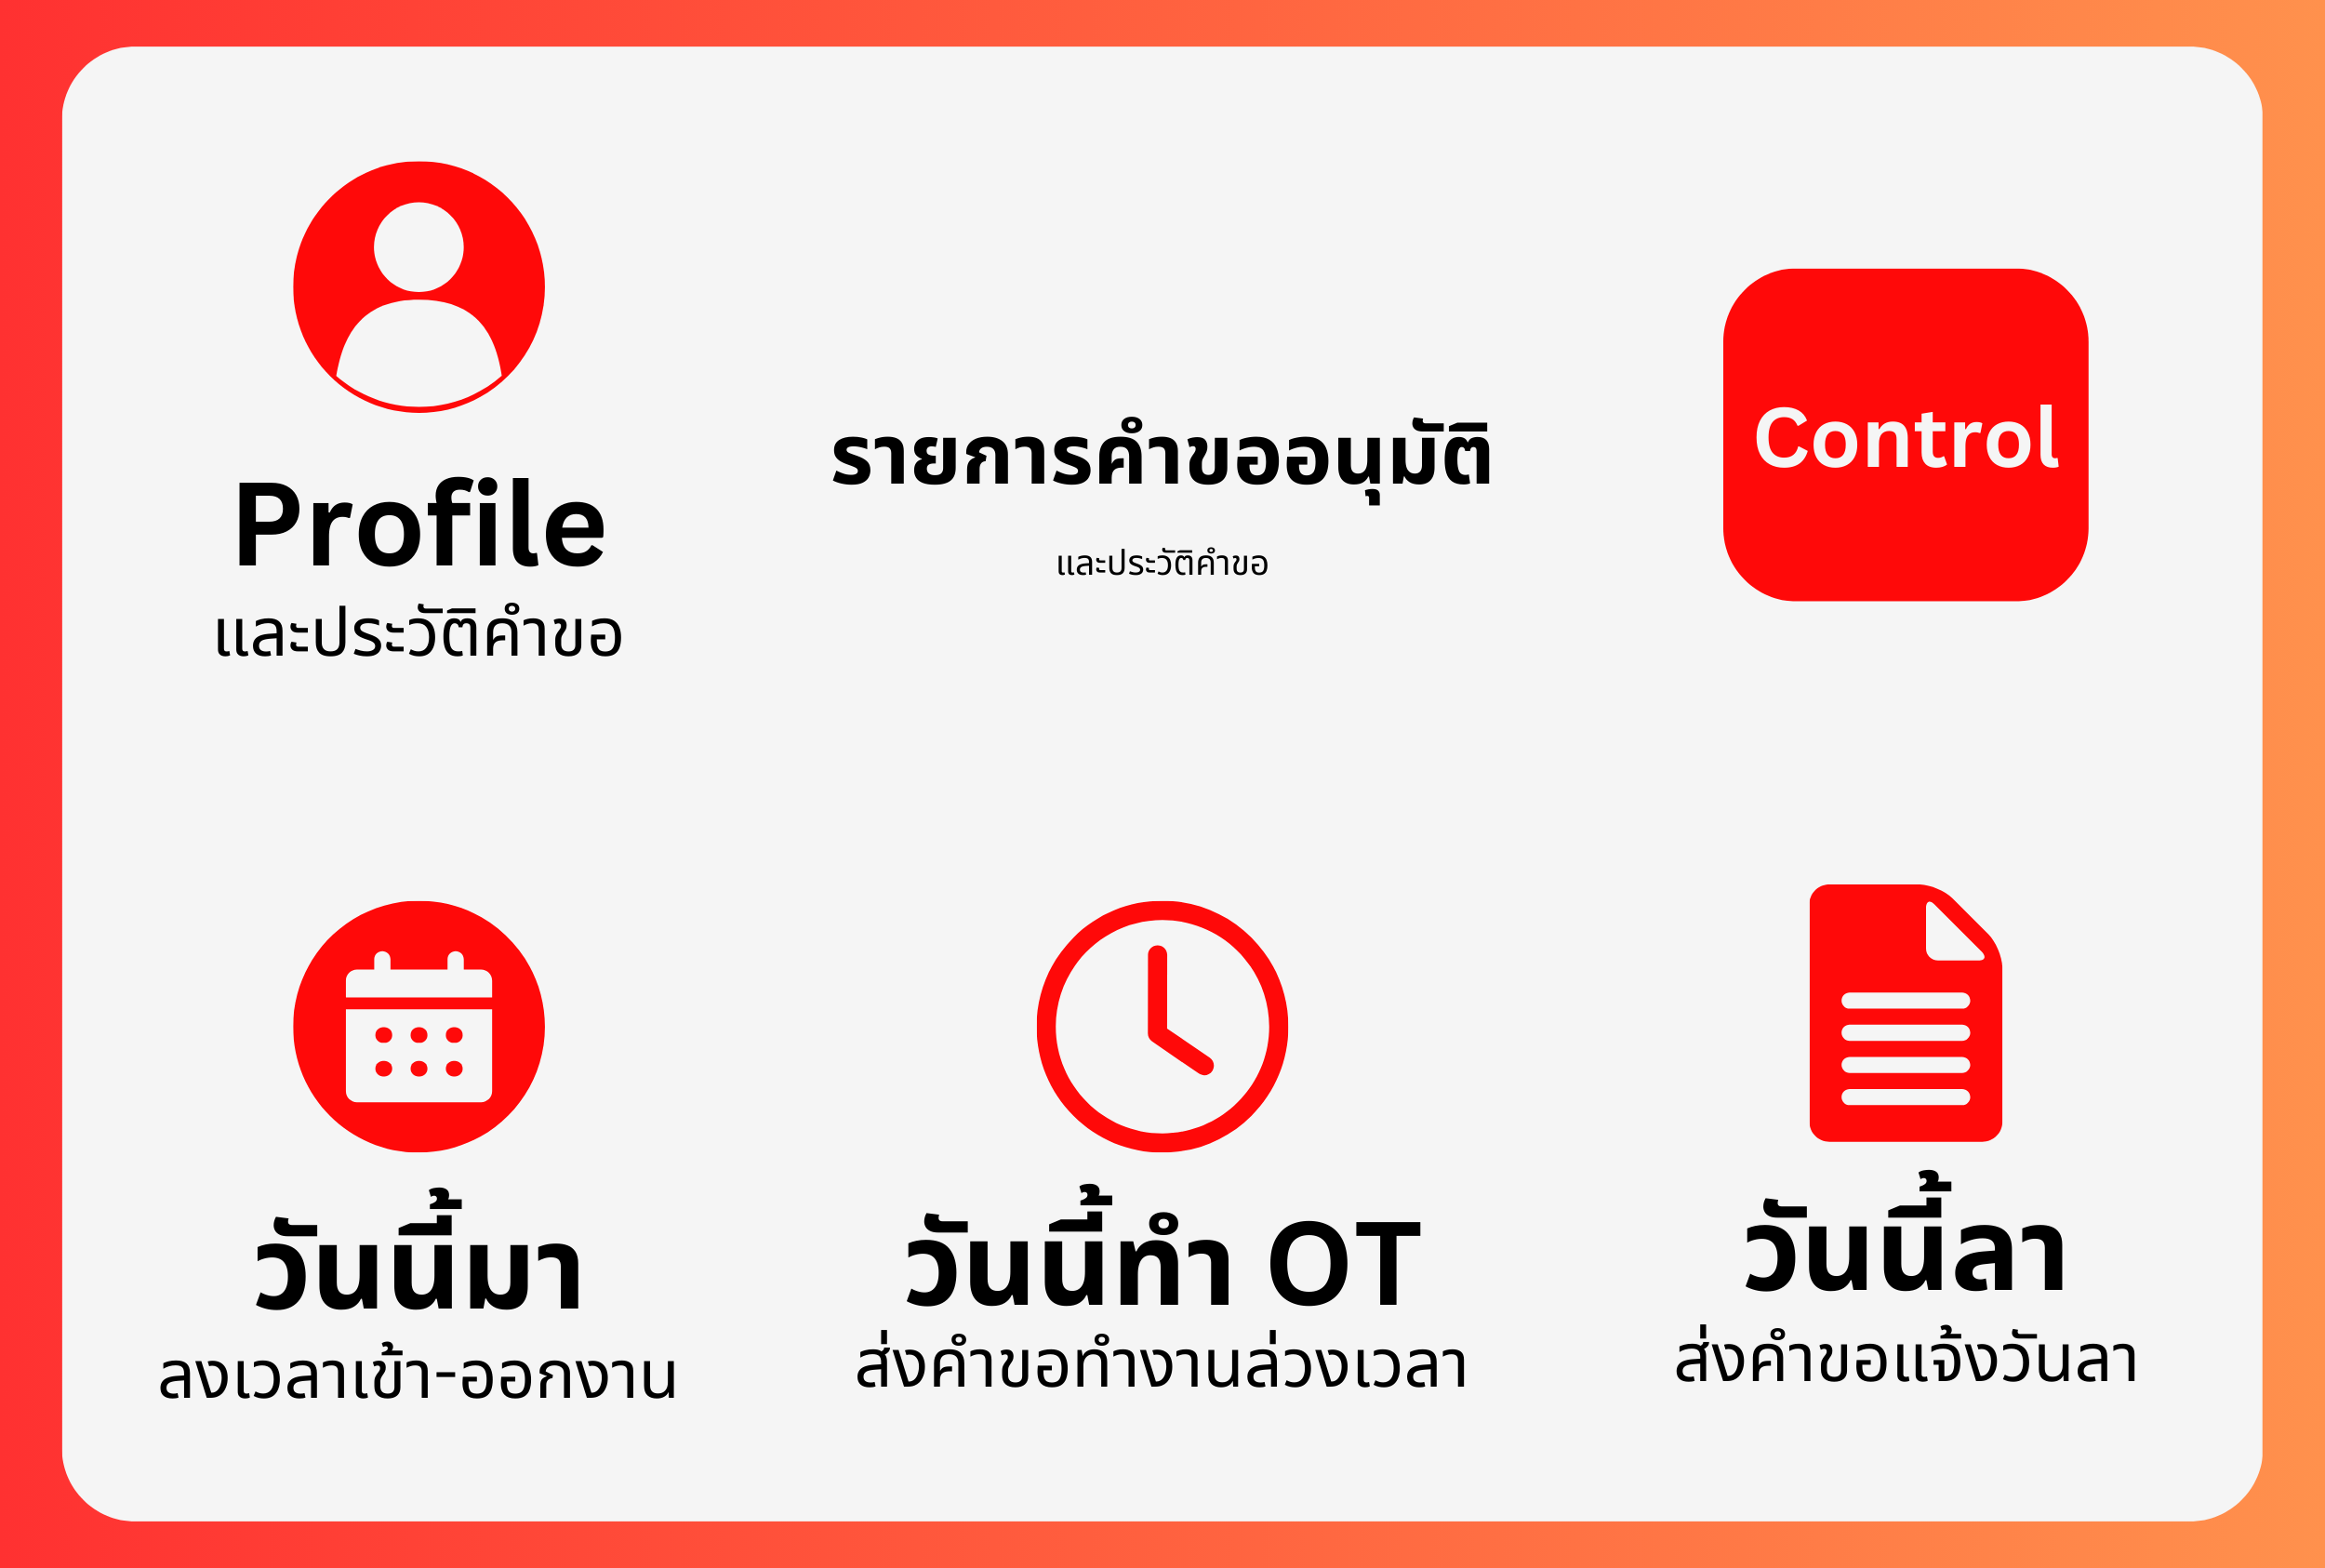 Profile
และประวัติคำขอ
รายการคำขออนุมัติ
และประวัติคำขอ
Control
วันนี้มา
ลงเวลาเข้า-ออกงาน
วันนี้ทำ OT
ส่งคำขอทำงานล่วงเวลา
วันนี้ลา
ส่งคำขอแจ้งวันลา